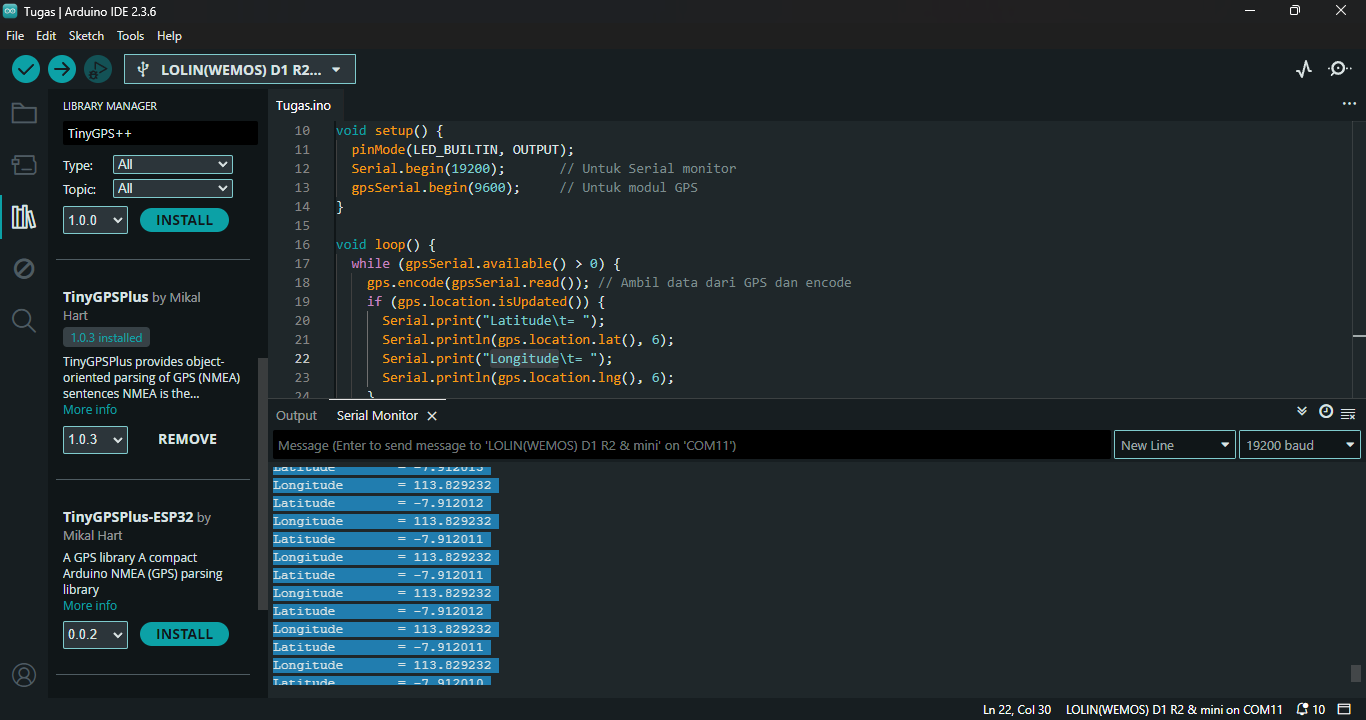 Tugas | Arduino IDE 2.3.6
File Edit Sketch Tools Help
LOLIN(WEMOS) D1 R2...
LIBRARY MANAGER
TinyGPS++
Type: All
Topic: All
1.0.0 INSTALL
TinyGPSPlus by Mikal
Hart
1.0.3 installed
TinyGPSPlus provides object-
oriented parsing of GPS (NMEA)
sentences NMEA is the...
More info
1.0.3 REMOVE
TinyGPSPlus-ESP32 by
Mikal Hart
A GPS library A compact
Arduino NMEA (GPS) parsing
library
More info
0.0.2 INSTALL
Tugas.ino
10 void setup() {
11 pinMode(LED_BUILTIN, OUTPUT);
12 Serial.begin(19200); // Untuk Serial monitor
13 gpsSerial.begin(9600); // Untuk modul GPS
14 }
15
16 void loop() {
17 while (gpsSerial.available() > 0) {
18 gps.encode(gpsSerial.read()); // Ambil data dari GPS dan encode
19 if (gps.location.isUpdated()) {
20 Serial.print("Latitude\t= ");
21 Serial.println(gps.location.lat(), 6);
22 Serial.print("Longitude\t= ");
23 Serial.println(gps.location.lng(), 6);
24 }
Output Serial Monitor
Message (Enter to send message to 'LOLIN(WEMOS) D1 R2 & mini' on 'COM11')
New Line 19200 baud
Latitude = -7.912013
Longitude = 113.829232
Latitude = -7.912012
Longitude = 113.829232
Latitude = -7.912011
Longitude = 113.829232
Latitude = -7.912011
Longitude = 113.829232
Latitude = -7.912012
Longitude = 113.829232
Latitude = -7.912011
Longitude = 113.829232
Latitude = -7.912010
Ln 22, Col 30 LOLIN(WEMOS) D1 R2 & mini on COM11 10